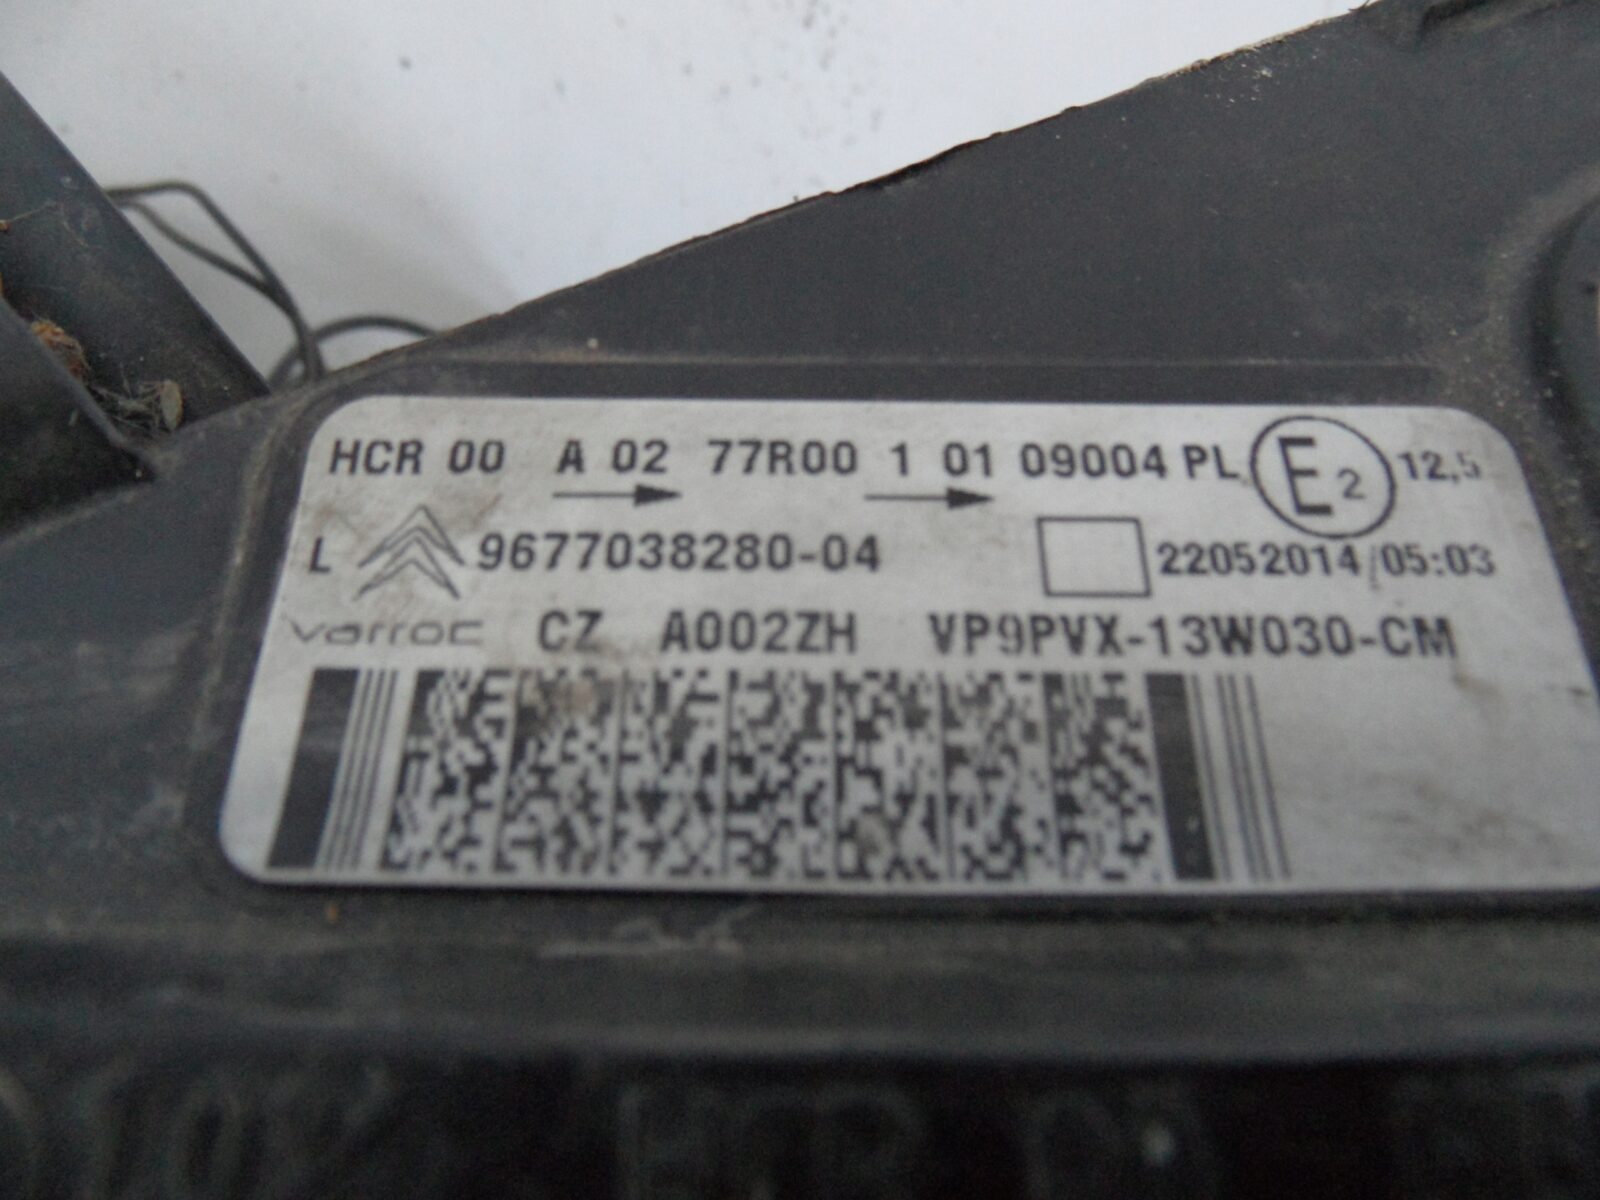 HCR 00 A 02 77R00 1 01 09004 PL E2 12,5
L 9677038280-04 22052014/05:03
varroc CZ A002ZH VP9PVX-13W030-CM